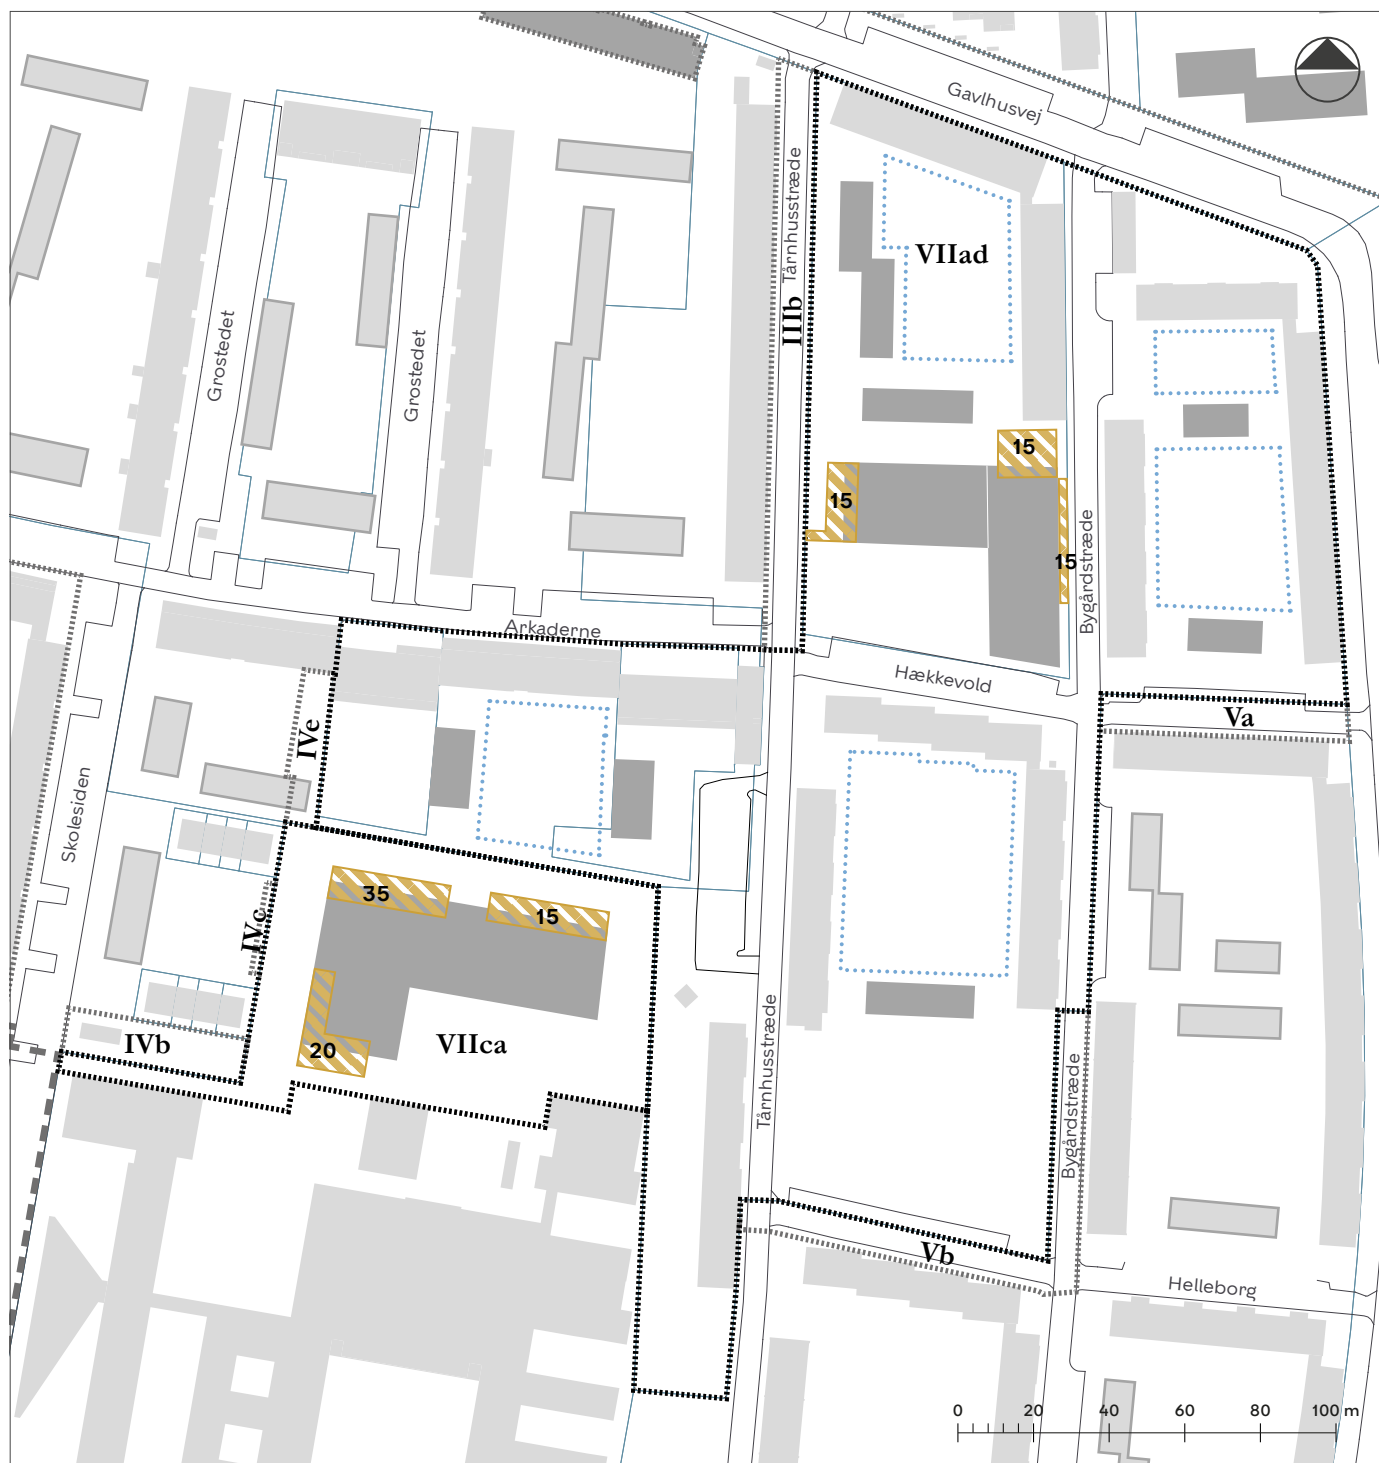 Gavlhusvej
Tårnhusstræde
VIIad
IIIb
Grostedet
Grostedet
15
15
15
Bygårdstræde
Arkaderne
Hækkevold
Va
IVe
Skolesiden
35
15
IVc
Tårnhusstræde
IVb
20
VIIca
Bygårdstræde
Vb
Helleborg
0 20 40 60 80 100 m